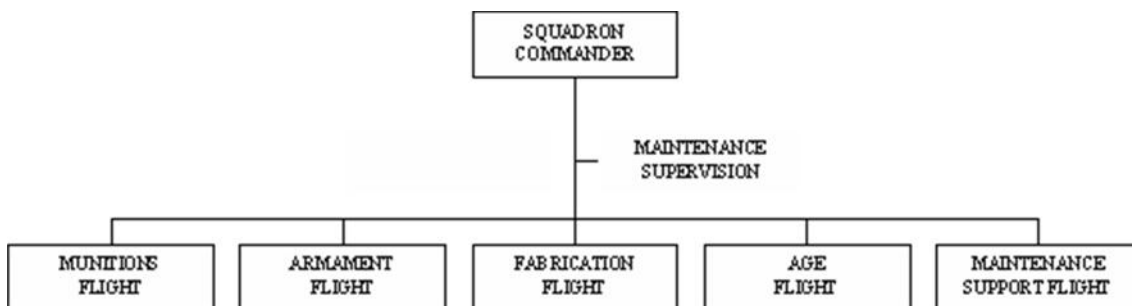 SQUADRON
COMMANDER
MAINTENANCE
SUPERVISION
MUNITIONS
FLIGHT
ARMAMENT
FLIGHT
FABRICATION
FLIGHT
AGE
FLIGHT
MAINTENANCE
SUPPORT FLIGHT